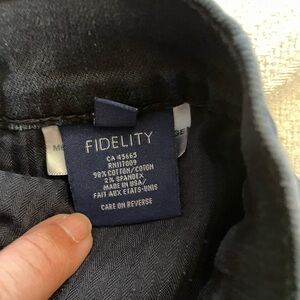 FIDELITY
CA 45665
RN117009
98% COTTON/COTON
2% SPANDEX
MADE IN USA/
FAIT AUX ETATS-UNIS
CARE ON REVERSE